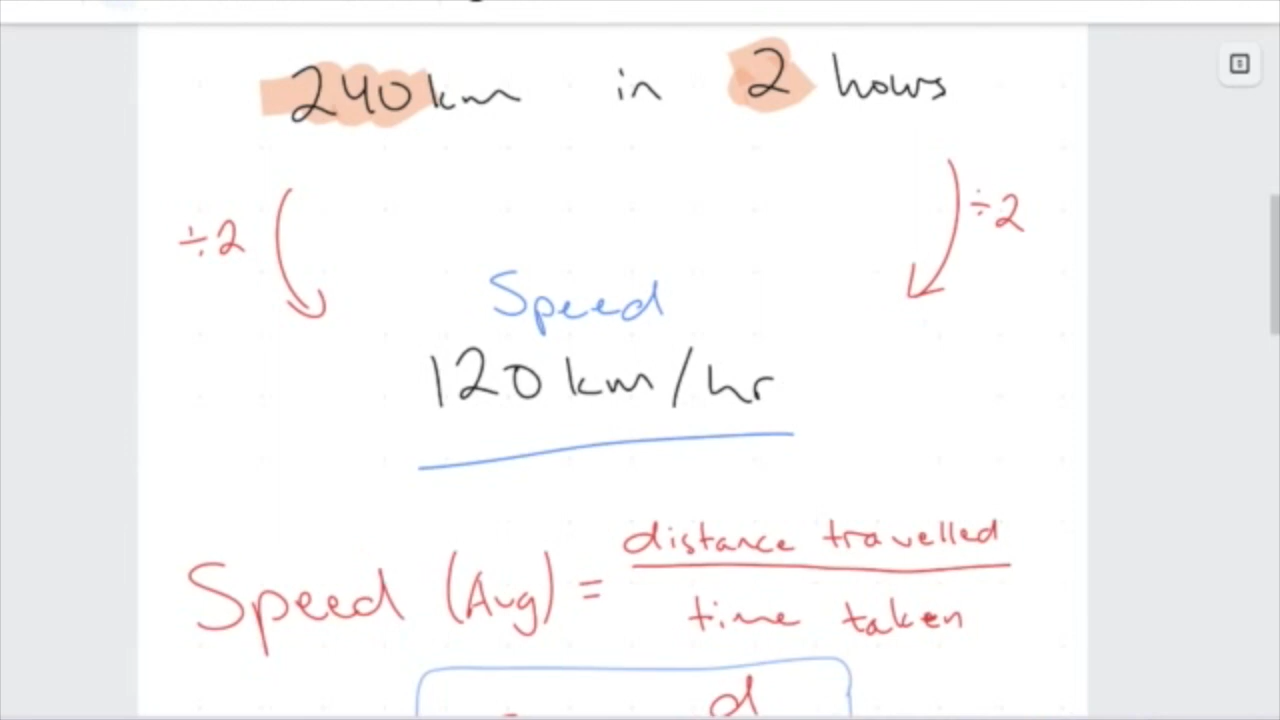 240km in 2 hours
÷2
÷2
Speed
120 km/hr
Speed (Avg) = distance travelled
time taken
d